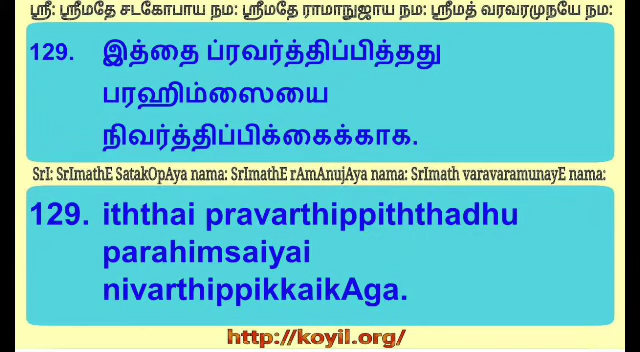 ஸ்ரீ: ஸ்ரீமதே சடகோபாய நம: ஸ்ரீமதே ராமாநுஜாய நம: ஸ்ரீமத் வரவரமுநயே நம:
129. இத்தை ப்ரவர்த்திப்பித்தது
பரஹிம்ஸையை
நிவர்த்திப்பிக்கைக்காக.
SrI: SrImathE SatakOpAya nama: SrImathE rAmAnujAya nama: SrImath varavaramunayE nama:
129. iththai pravarthippiththadhu
parahimsaiyai
nivarthippikkaikAga.
http://koyil.org/